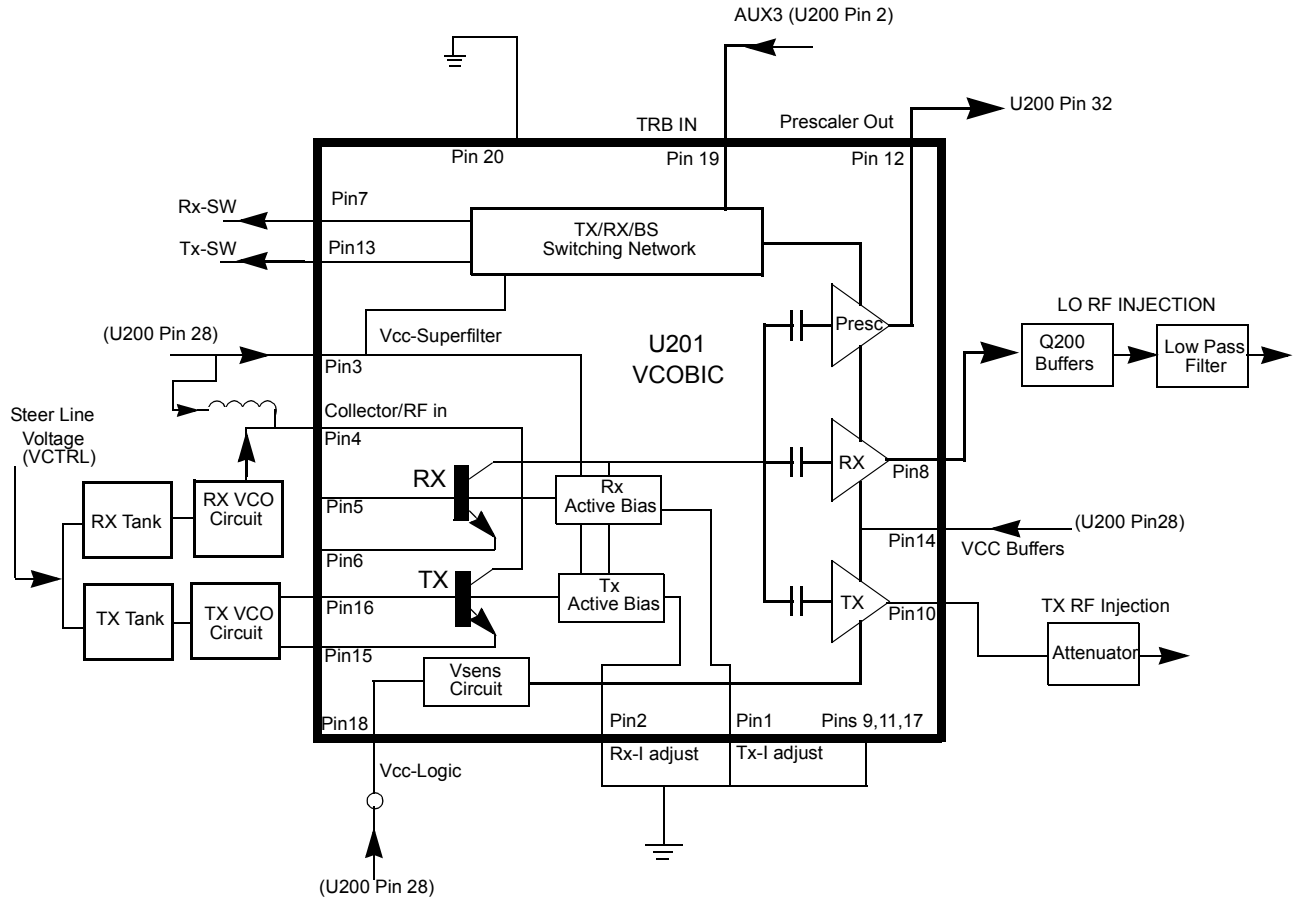 AUX3 (U200 Pin 2)
U200 Pin 32
TRB IN
Prescaler Out
Pin 20
Pin 19
Pin 12
Rx-SW
Pin7
Tx-SW
Pin13
TX/RX/BS
Switching Network
(U200 Pin 28)
Vcc-Superfilter
Pin3
U201
VCOBIC
Presc
LO RF INJECTION
Q200
Buffers
Low Pass
Filter
Steer Line
Voltage
(VCTRL)
Collector/RF in
Pin4
RX
Rx
Active Bias
RX
Pin8
RX Tank
RX VCO
Circuit
Pin5
Pin6
(U200 Pin28)
Pin14
VCC Buffers
TX
Tx
Active Bias
TX
Pin10
TX Tank
TX VCO
Circuit
Pin16
Pin15
TX RF Injection
Attenuator
Vsens
Circuit
Pin18
Pin2
Pin1
Pins 9,11,17
Rx-I adjust
Tx-I adjust
Vcc-Logic
(U200 Pin 28)